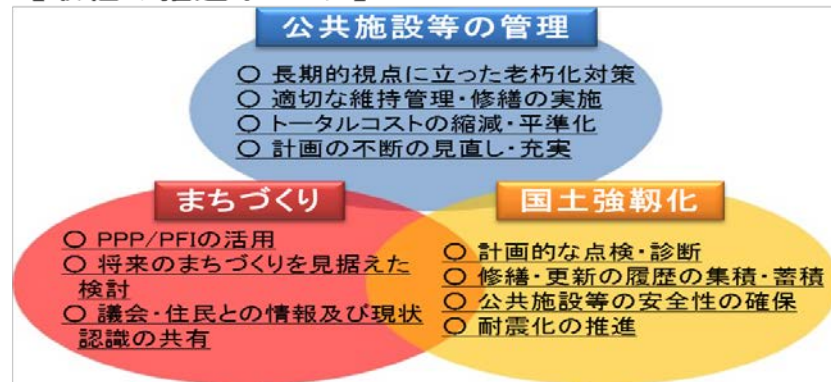 公共施設等の管理
○ 長期的視点に立った老朽化対策
○ 適切な維持管理・修繕の実施
○ トータルコストの縮減・平準化
○ 計画の不断の見直し・充実
まちづくり
○ PPP/PFIの活用
○ 将来のまちづくりを見据えた
検討
○ 議会・住民との情報及び現状
認識の共有
国土強靱化
○ 計画的な点検・診断
○ 修繕・更新の履歴の集積・蓄積
○ 公共施設等の安全性の確保
○ 耐震化の推進